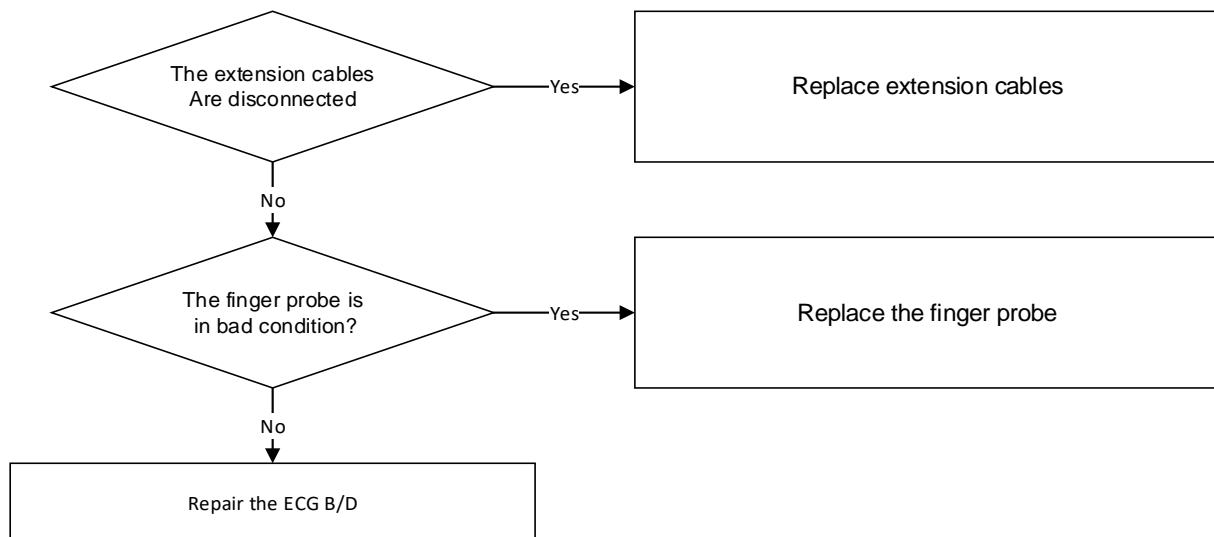 The extension cables
Are disconnected
Yes
Replace extension cables
No
The finger probe is
in bad condition?
Yes
Replace the finger probe
No
Repair the ECG B/D